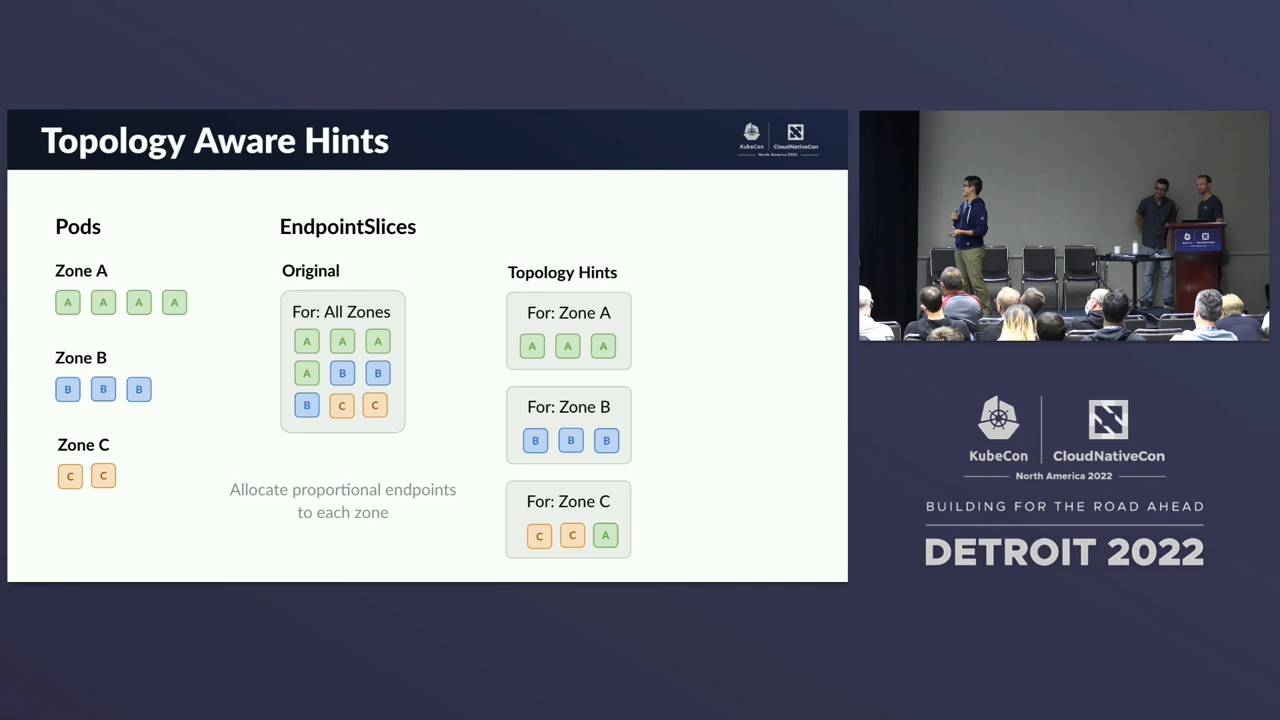 Topology Aware Hints
KubeCon
CloudNativeCon
North America 2022
Pods
Zone A
A A A A
Zone B
B B B
Zone C
C C
EndpointSlices
Original
For: All Zones
A A A
A B B
B C C
Allocate proportional endpoints
to each zone
Topology Hints
For: Zone A
A A A
For: Zone B
B B B
For: Zone C
C C A
KubeCon
CloudNativeCon
North America 2022
BUILDING FOR THE ROAD AHEAD
DETROIT 2022